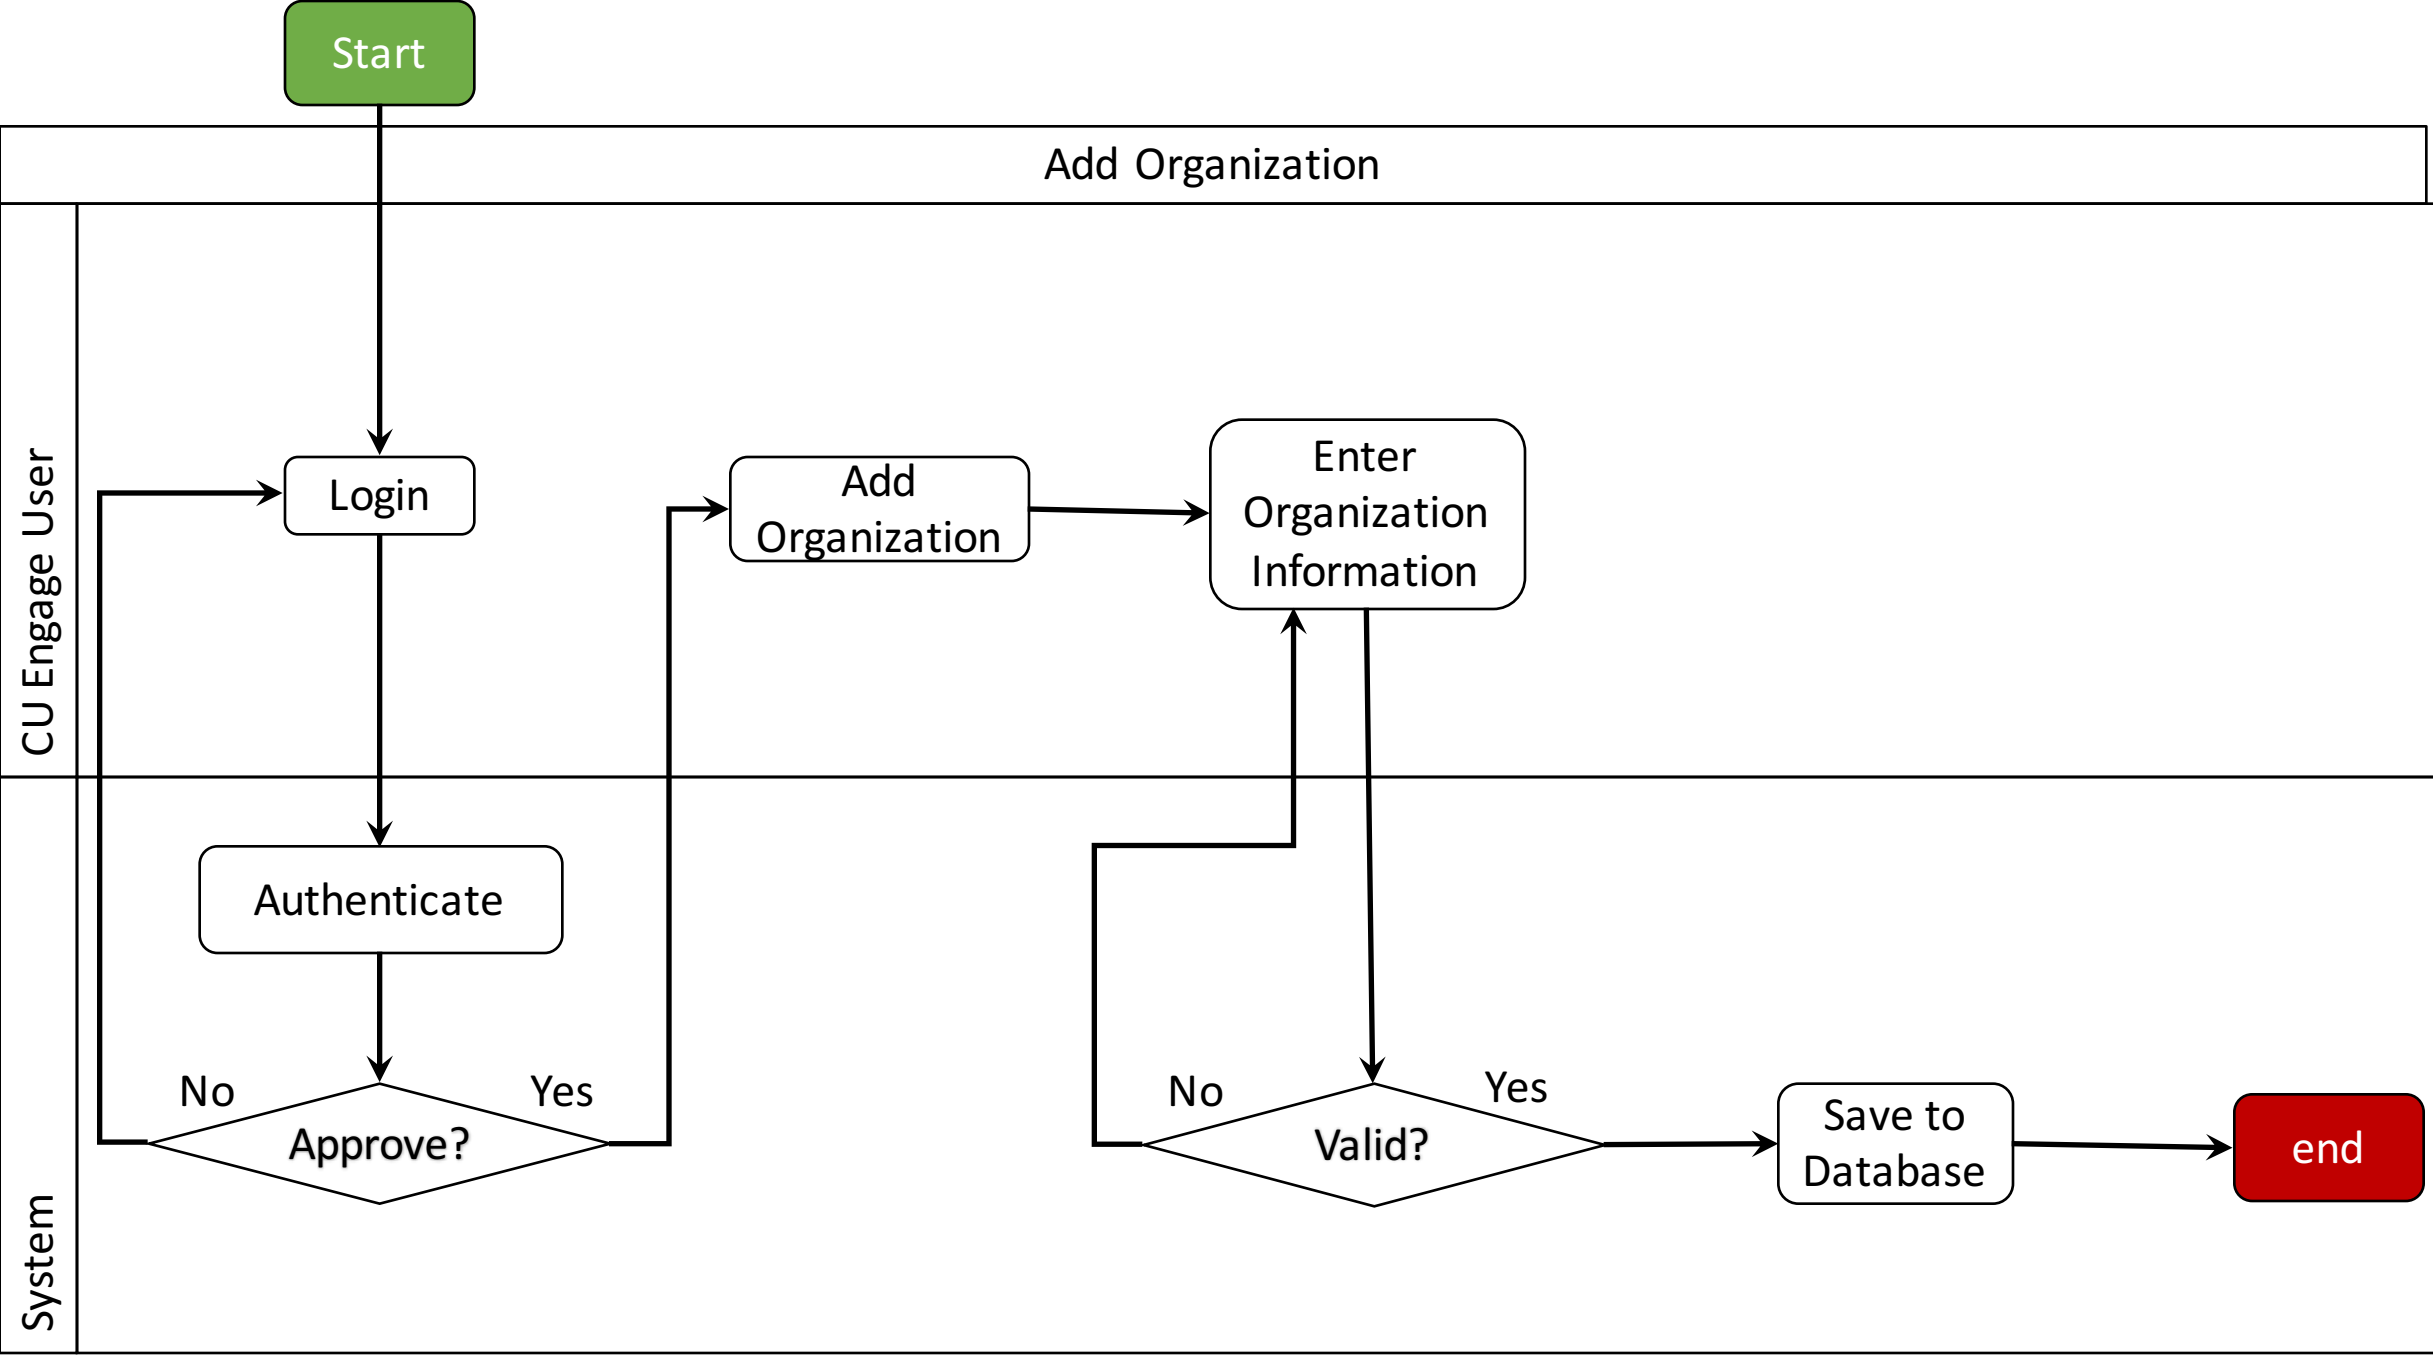 Start
Add Organization
CU Engage User
Login
Add
Organization
Enter
Organization
Information
System
Authenticate
No
Approve?
Yes
No
Valid?
Yes
Save to
Database
end